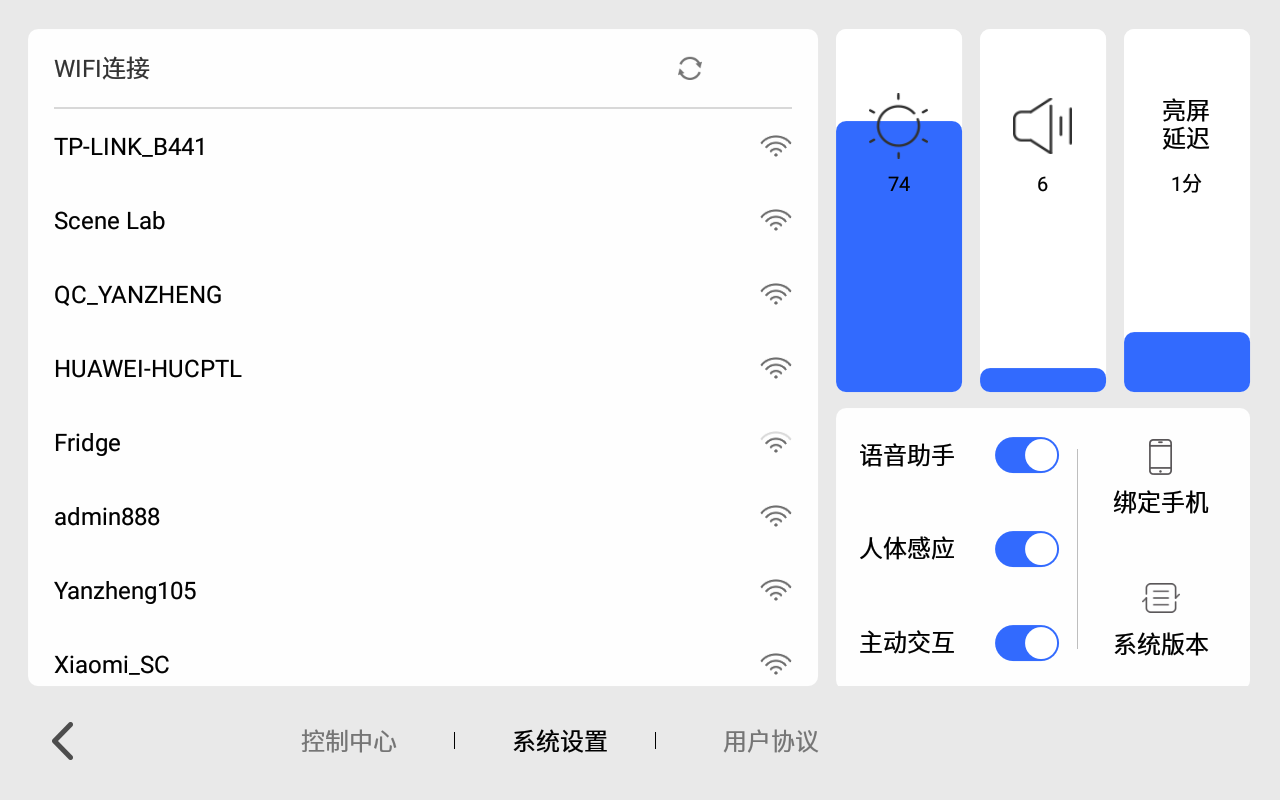 WIFI连接
TP-LINK_B441
Scene Lab
QC_YANZHENG
HUAWEI-HUCPTL
Fridge
admin888
Yanzheng105
Xiaomi_SC
74
6
亮屏
延迟
1分
语音助手
人体感应
主动交互
绑定手机
系统版本
控制中心
系统设置
用户协议